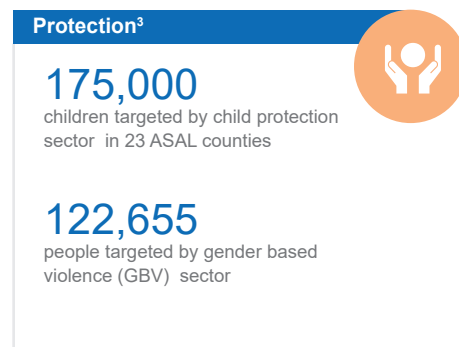 Protection³
175,000
children targeted by child protection
sector  in 23 ASAL counties
122,655
people targeted by gender based
violence (GBV)  sector